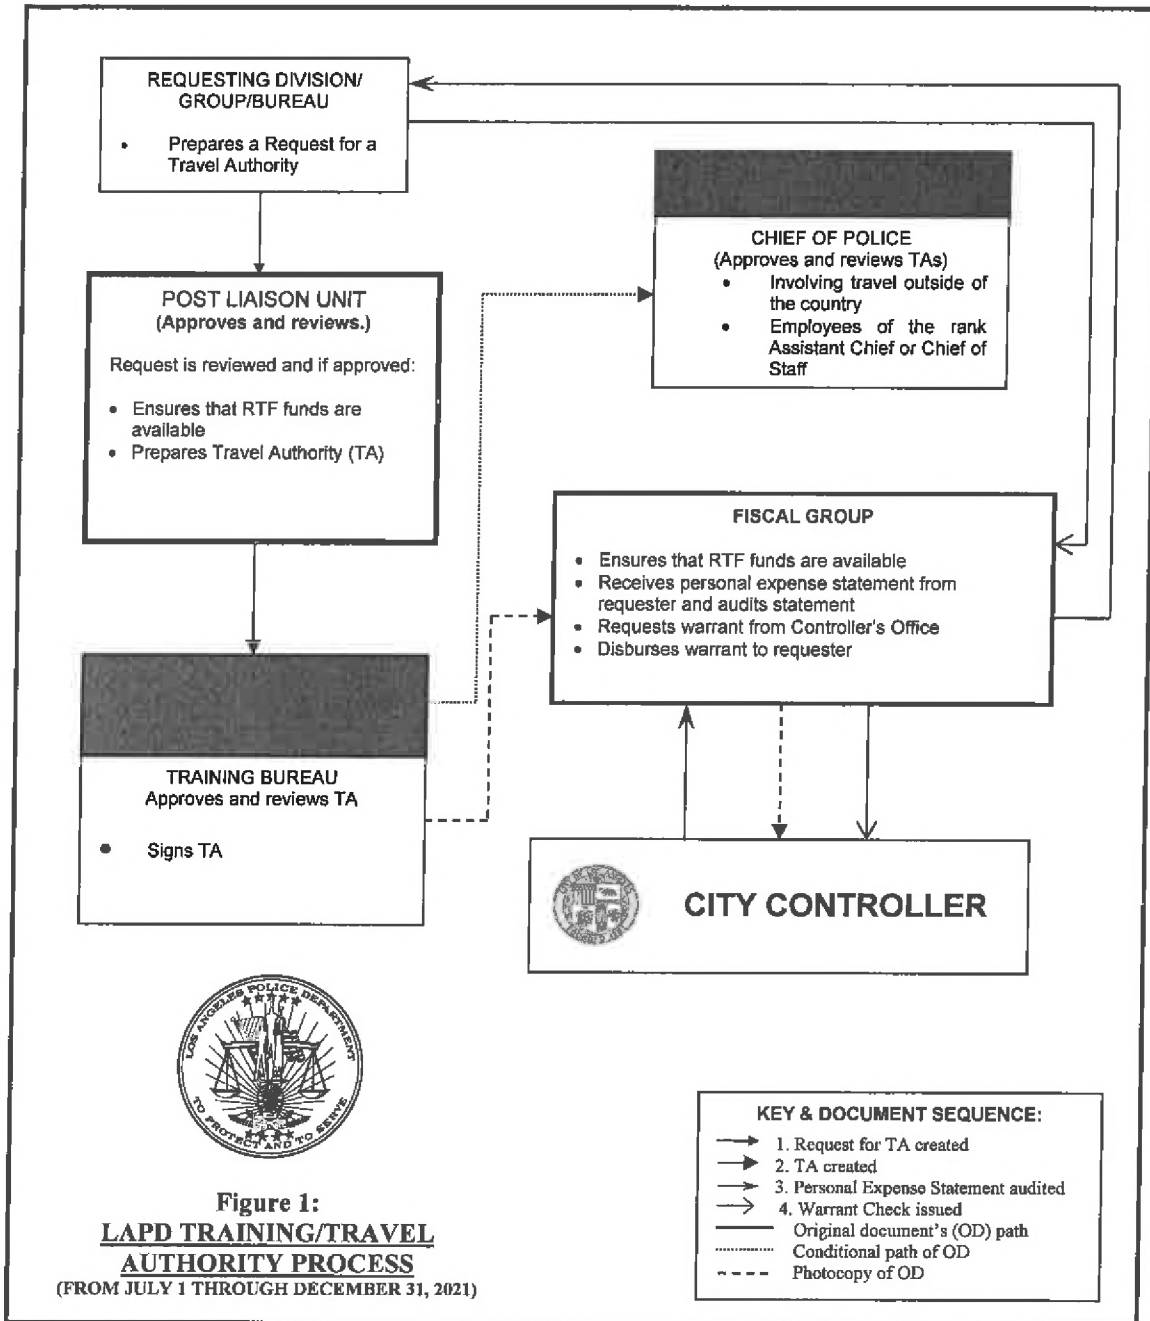 REQUESTING DIVISION/
GROUP/BUREAU
• Prepares a Request for a
Travel Authority
POST LIAISON UNIT
(Approves and reviews.)
Request is reviewed and if approved:
• Ensures that RTF funds are
available
• Prepares Travel Authority (TA)
TRAINING BUREAU
Approves and reviews TA
• Signs TA
CHIEF OF POLICE
(Approves and reviews TAs)
• Involving travel outside of
the country
• Employees of the rank
Assistant Chief or Chief of
Staff
FISCAL GROUP
• Ensures that RTF funds are available
• Receives personal expense statement from
requester and audits statement
• Requests warrant from Controller's Office
• Disburses warrant to requester
CITY CONTROLLER
LOS ANGELES POLICE DEPARTMENT
TO PROTECT AND TO SERVE
Figure 1:
LAPD TRAINING/TRAVEL
AUTHORITY PROCESS
(FROM JULY 1 THROUGH DECEMBER 31, 2021)
KEY & DOCUMENT SEQUENCE:
1. Request for TA created
2. TA created
3. Personal Expense Statement audited
4. Warrant Check issued
Original document's (OD) path
Conditional path of OD
Photocopy of OD